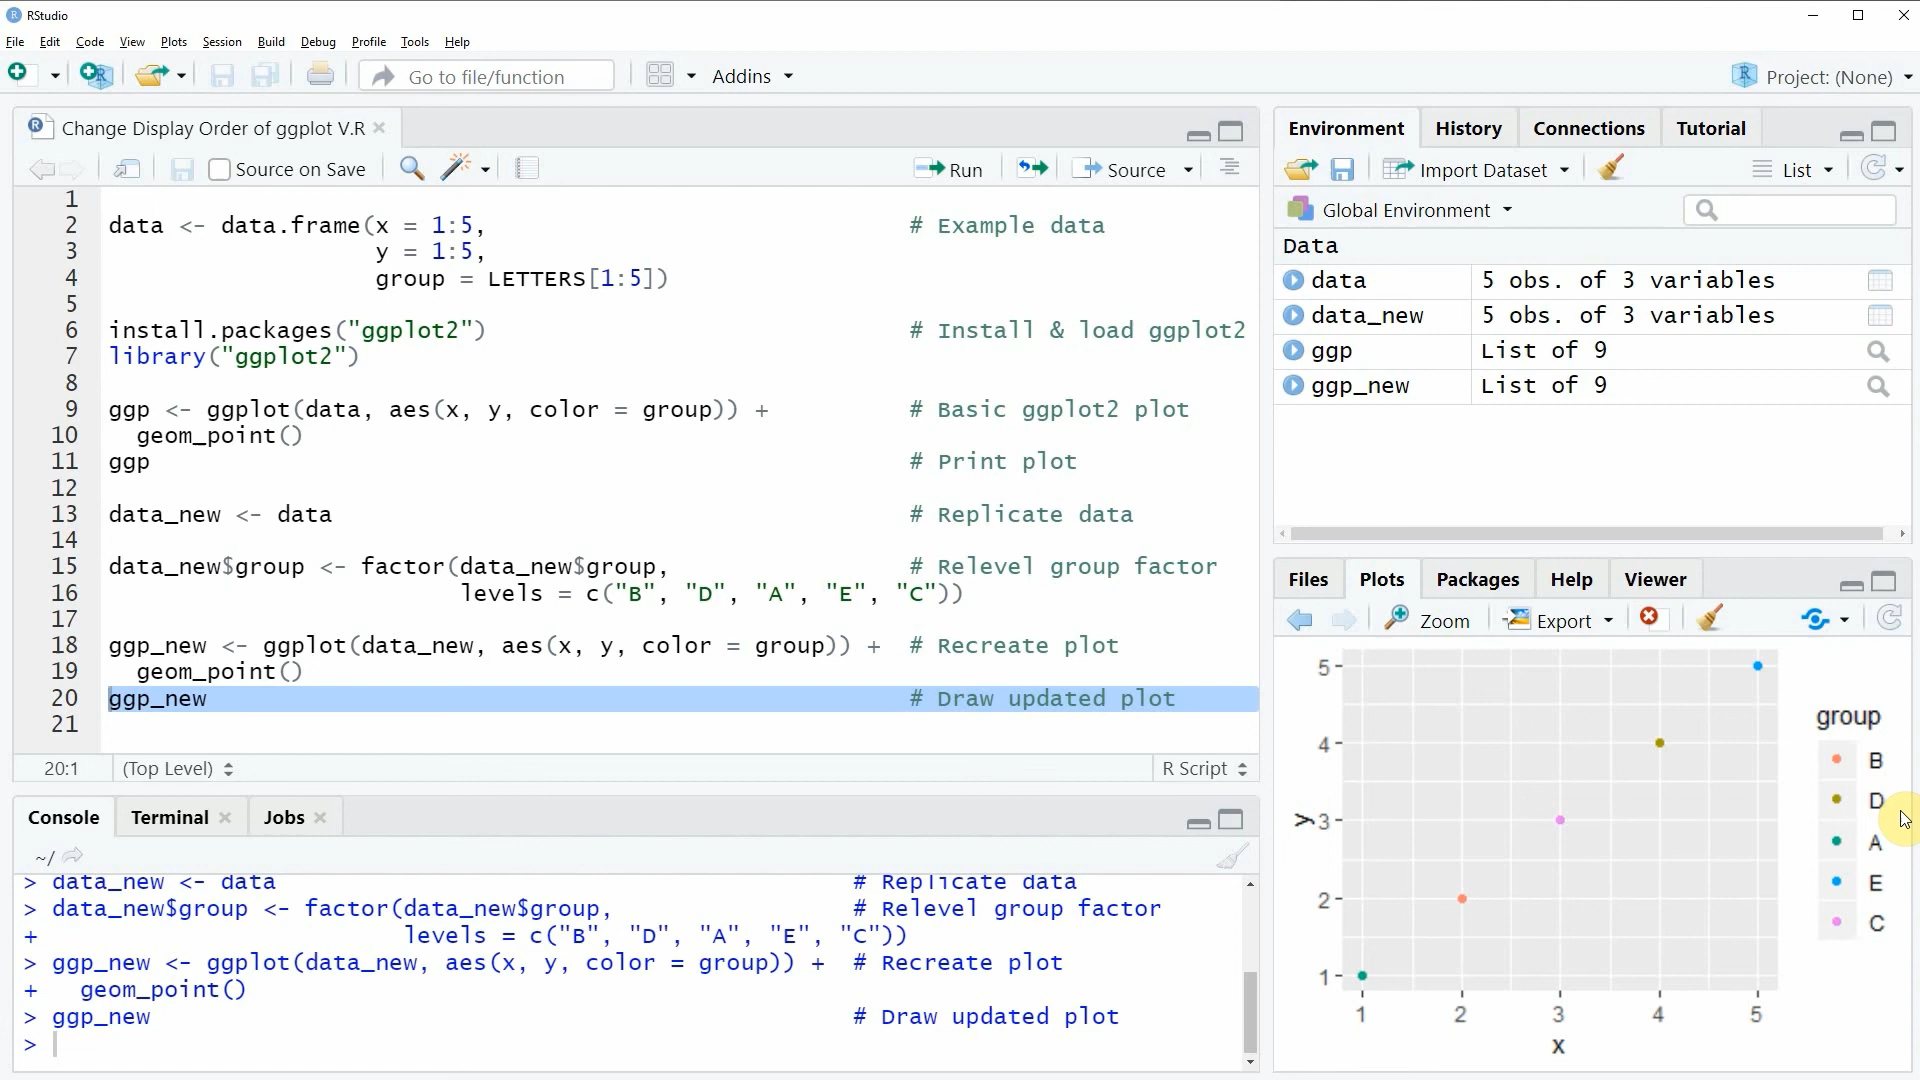 RStudio
File Edit Code View Plots Session Build Debug Profile Tools Help
Go to file/function Addins Project: (None)
Change Display Order of ggplot V.R
Source on Save Run Source
1
2 data <- data.frame(x = 1:5, # Example data
3 y = 1:5,
4 group = LETTERS[1:5])
5
6 install.packages("ggplot2") # Install & load ggplot2
7 library("ggplot2")
8
9 ggp <- ggplot(data, aes(x, y, color = group)) + # Basic ggplot2 plot
10 geom_point()
11 ggp # Print plot
12
13 data_new <- data # Replicate data
14
15 data_new$group <- factor(data_new$group, # Relevel group factor
16 levels = c("B", "D", "A", "E", "C"))
17
18 ggp_new <- ggplot(data_new, aes(x, y, color = group)) + # Recreate plot
19 geom_point()
20 ggp_new # Draw updated plot
21
20:1 (Top Level) R Script
Console Terminal Jobs
~/
> data_new <- data # Replicate data
> data_new$group <- factor(data_new$group, # Relevel group factor
+ levels = c("B", "D", "A", "E", "C"))
> ggp_new <- ggplot(data_new, aes(x, y, color = group)) + # Recreate plot
+ geom_point()
> ggp_new # Draw updated plot
>
Environment History Connections Tutorial
Import Dataset List
Global Environment
Data
data 5 obs. of 3 variables
data_new 5 obs. of 3 variables
ggp List of 9
ggp_new List of 9
Files Plots Packages Help Viewer
Zoom Export
5
4
y 3
2
1
1 2 3 4 5
x
group
B
D
A
E
C